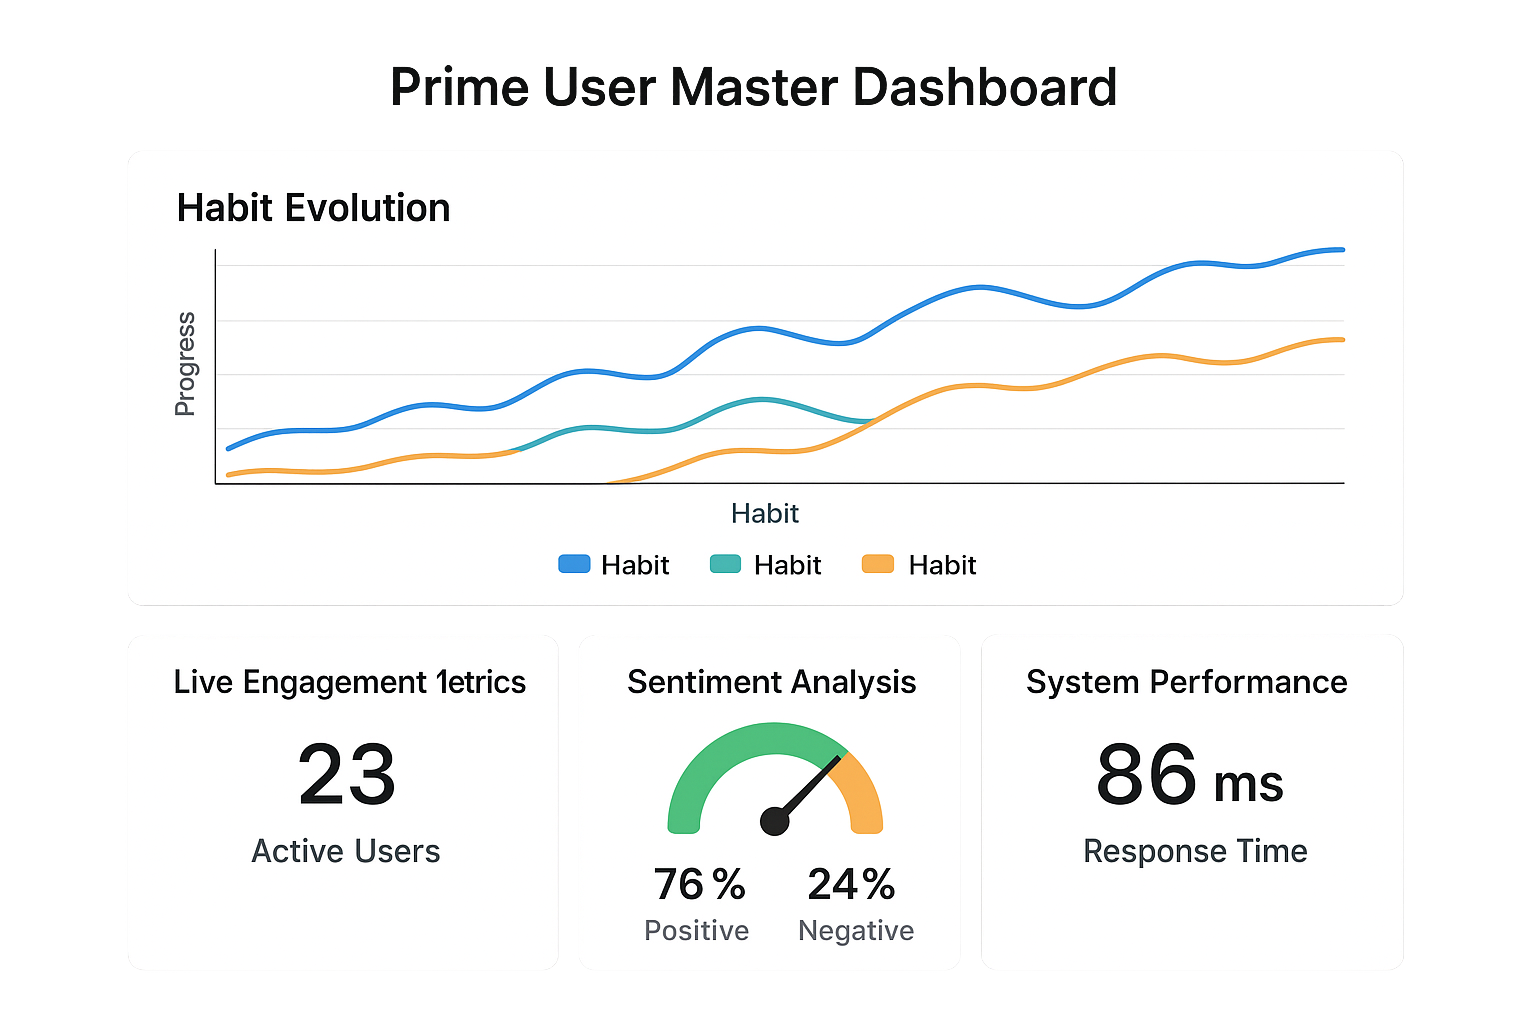 Prime User Master Dashboard
Habit Evolution
Progress
Habit
Habit Habit Habit
Live Engagement 1etrics
23
Active Users
Sentiment Analysis
76 % 24%
Positive Negative
System Performance
86 ms
Response Time